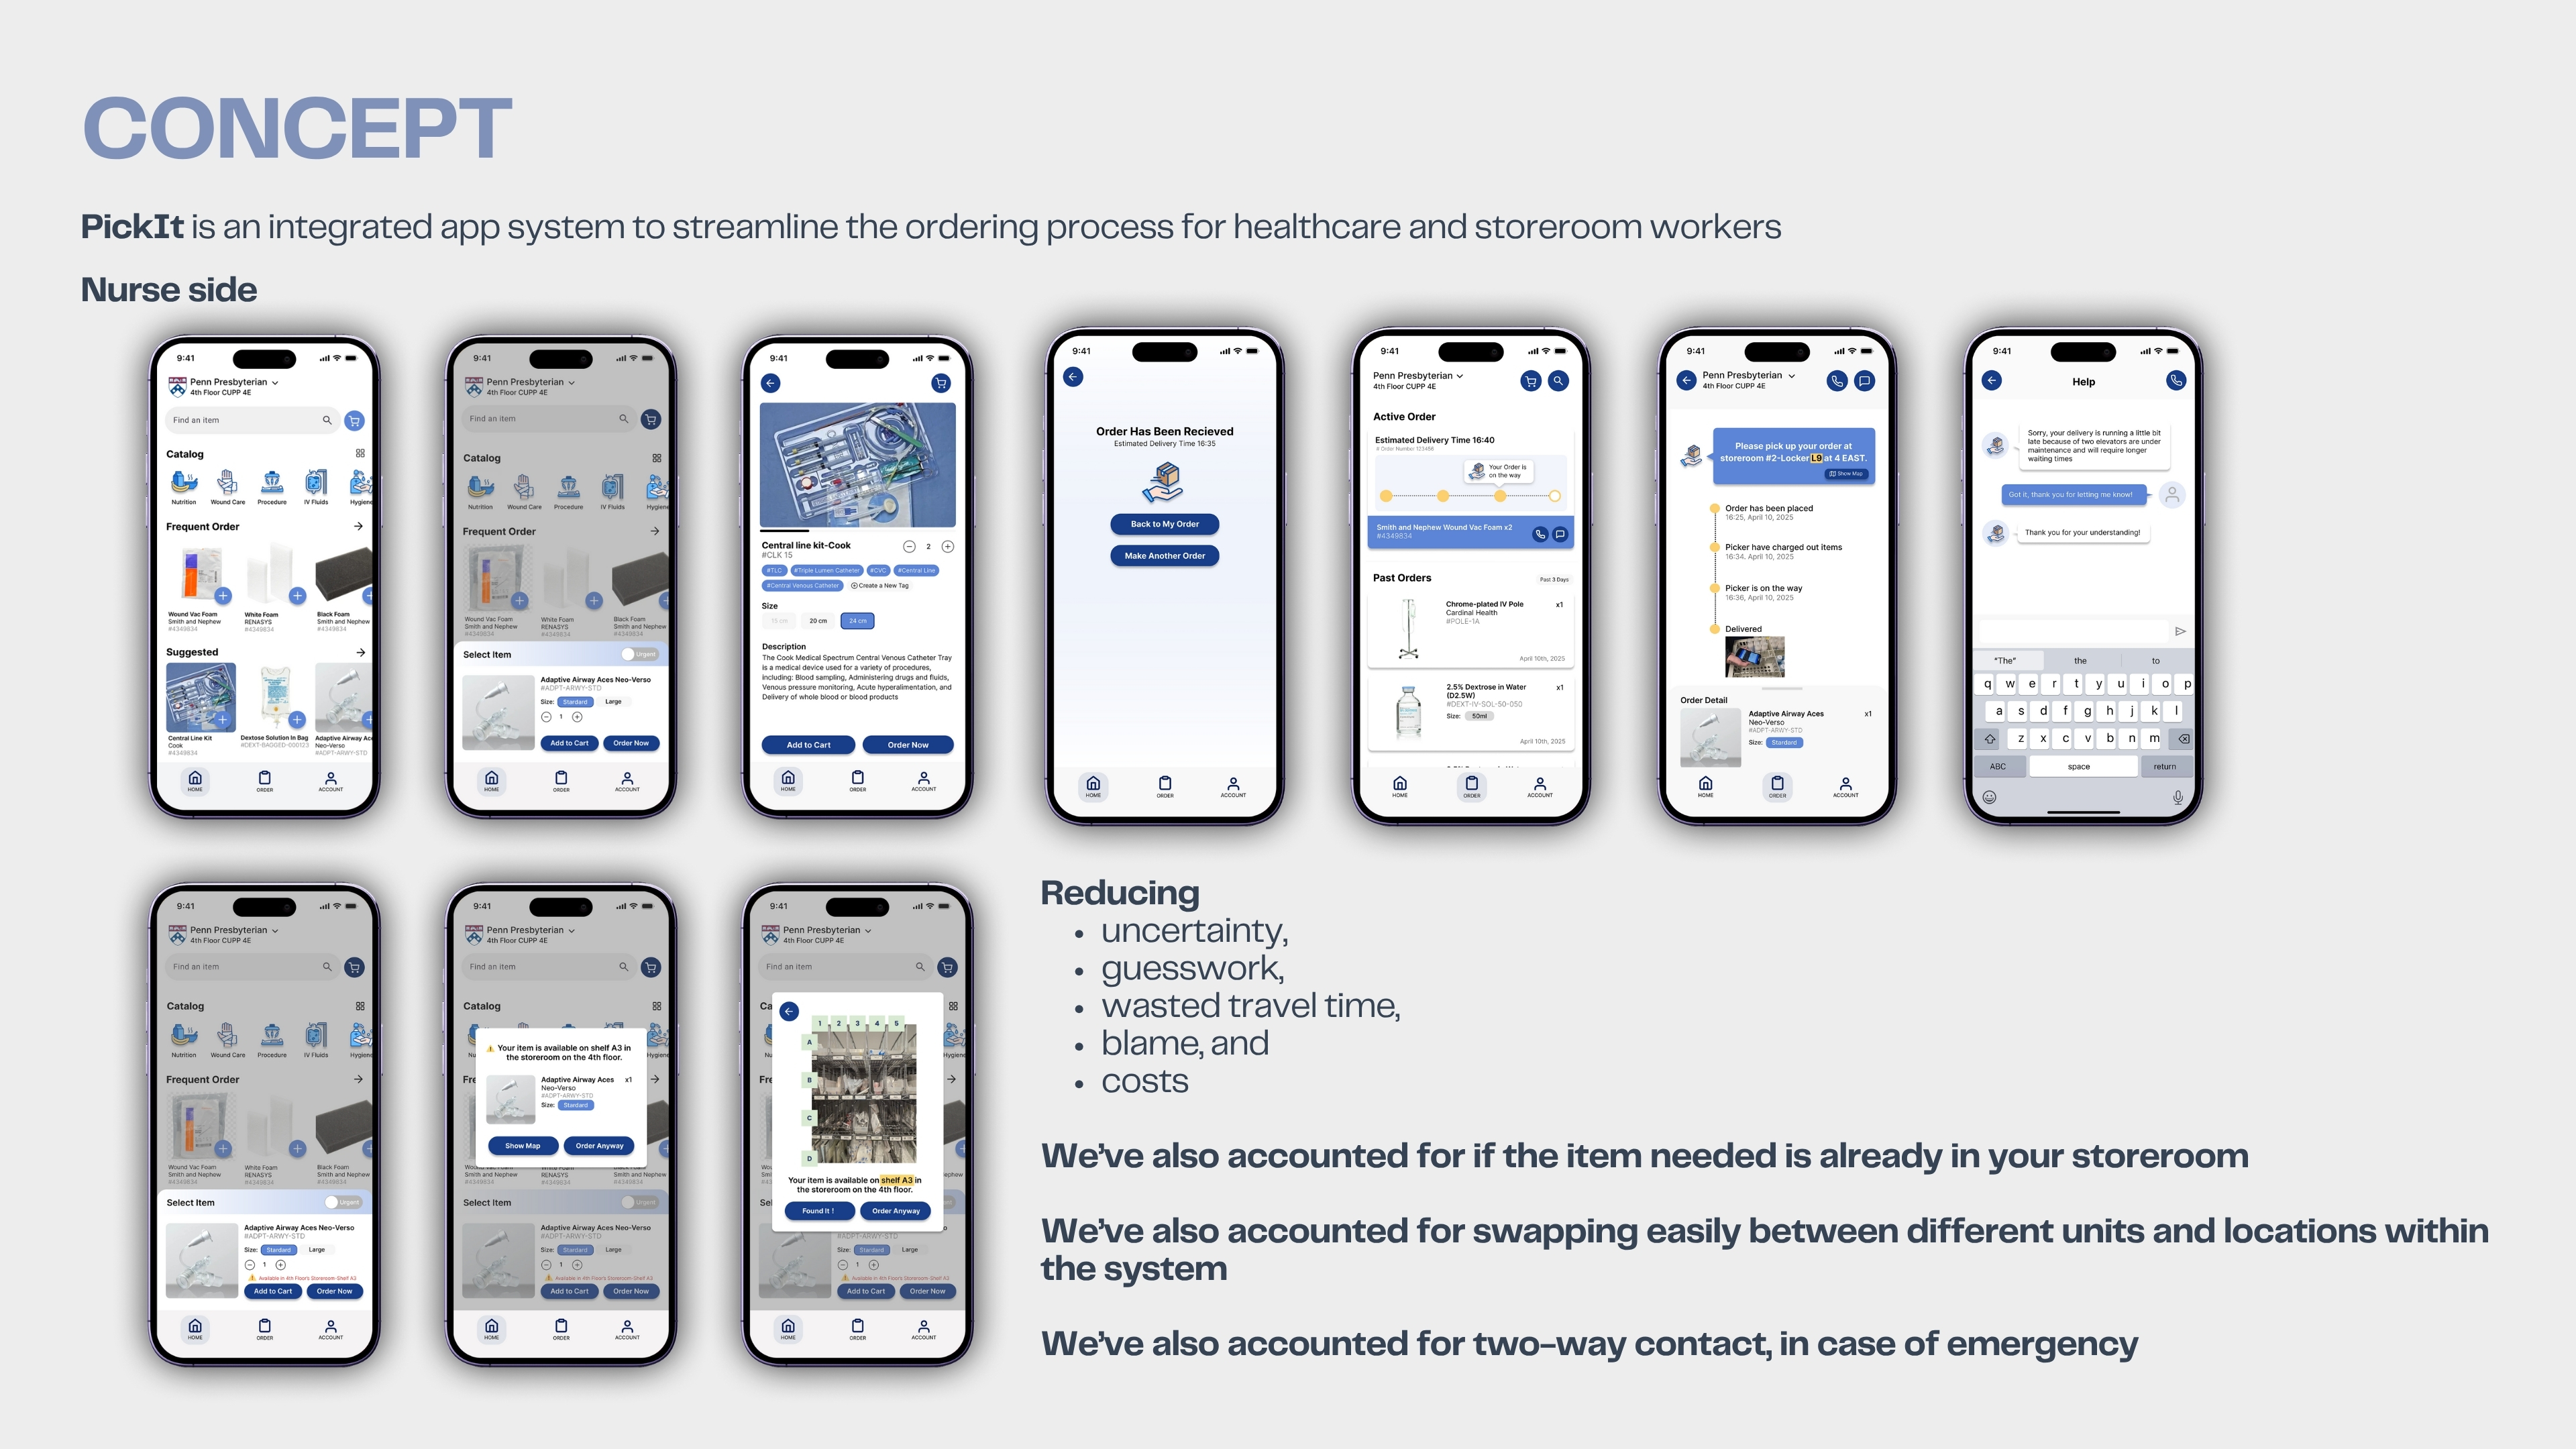 CONCEPT
PickIt is an integrated app system to streamline the ordering process for healthcare and storeroom workers
Nurse side
9:41
Penn Presbyterian
4th Floor CUPP 4E
Find an item
Catalog
Nutrition Wound Care Procedure IV Fluids Hygiene
Frequent Order
Wound Vac Foam
Smith and Nephew
#4349834
White Foam
RENASYS
#4349834
Black Foam
Smith and Nephew
#4349834
Suggested
Central Line Kit
Cook
#4349834
Dextose Solution In Bag
#DEXT-BAGGED-000123
Adaptive Airway Ac
Neo-Verso
#ADPT-ARWY-STD
HOME ORDER ACCOUNT
9:41
Penn Presbyterian
4th Floor CUPP 4E
Find an item
Catalog
Nutrition Wound Care Procedure IV Fluids Hygiene
Frequent Order
Wound Vac Foam
Smith and Nephew
#4349834
White Foam
RENASYS
#4349834
Black Foam
Smith and Nephew
#4349834
Select Item
Urgent
Adaptive Airway Aces Neo-Verso
#ADPT-ARWY-STD
Size: Standard Large
1
Add to Cart Order Now
HOME ORDER ACCOUNT
9:41
Central line kit-Cook
#CLK 15
2
#TLC #Triple Lumen Catheter #CVC #Central Line
#Central Venous Catheter Create a New Tag
Size
15 cm 20 cm 24 cm
Description
The Cook Medical Spectrum Central Venous Catheter Tray
is a medical device used for a variety of procedures,
including: Blood sampling, Administering drugs and fluids,
Venous pressure monitoring, Acute hyperalimentation, and
Delivery of whole blood or blood products
Add to Cart Order Now
HOME ORDER ACCOUNT
9:41
Order Has Been Recieved
Estimated Delivery Time 16:35
Back to My Order
Make Another Order
HOME ORDER ACCOUNT
9:41
Penn Presbyterian
4th Floor CUPP 4E
Active Order
Estimated Delivery Time 16:40
# Order Number 123456
Your Order is
on the way
Smith and Nephew Wound Vac Foam x2
#4349834
Past Orders
Past 3 Days
Chrome-plated IV Pole x1
Cardinal Health
#POLE-1A
April 10th, 2025
2.5% Dextrose in Water x1
(D2.5W)
#DEXT-IV-SOL-50-050
Size: 50ml
April 10th, 2025
HOME ORDER ACCOUNT
9:41
Penn Presbyterian
4th Floor CUPP 4E
Please pick up your order at
storeroom #2-Locker L9 at 4 EAST.
Show Map
Order has been placed
16:25, April 10, 2025
Picker have charged out items
16:34, April 10, 2025
Picker is on the way
16:36, April 10, 2025
Delivered
Order Detail
Adaptive Airway Aces x1
Neo-Verso
#ADPT-ARWY-STD
Size: Standard
HOME ORDER ACCOUNT
9:41
Help
Sorry, your delivery is running a little bit
late because of two elevators are under
maintenance and will require longer
waiting times
Got it, thank you for letting me know!
Thank you for your understanding!
"The" the to
q w e r t y u i o p
a s d f g h j k l
z x c v b n m
ABC space return
9:41
Penn Presbyterian
4th Floor CUPP 4E
Find an item
Catalog
Nutrition Wound Care Procedure IV Fluids Hygiene
Frequent Order
Wound Vac Foam
Smith and Nephew
#4349834
White Foam
RENASYS
#4349834
Black Foam
Smith and Nephew
#4349834
Select Item
Urgent
Adaptive Airway Aces Neo-Verso
#ADPT-ARWY-STD
Size: Standard Large
1
Available in 4th Floor's Storeroom-Shelf A3
Add to Cart Order Now
HOME ORDER ACCOUNT
9:41
Penn Presbyterian
4th Floor CUPP 4E
Find an item
Catalog
Your item is available on shelf A3 in
the storeroom on the 4th floor.
Adaptive Airway Aces x1
Neo-Verso
#ADPT-ARWY-STD
Size: Standard
Show Map Order Anyway
Smith and Nephew
#4349834
RENASYS
#4349834
Smith and Nephew
#4349834
Select Item
Urgent
Adaptive Airway Aces Neo-Verso
#ADPT-ARWY-STD
Size: Standard Large
1
Available in 4th Floor's Storeroom-Shelf A3
Add to Cart Order Now
HOME ORDER ACCOUNT
9:41
Penn Presbyterian
4th Floor CUPP 4E
Find an item
1 2 3 4 5
A
B
C
D
Your item is available on shelf A3 in
the storeroom on the 4th floor.
Found It ! Order Anyway
#ADPT-ARWY-STD
Size: Standard Large
1
Available in 4th Floor's Storeroom-Shelf A3
Add to Cart Order Now
HOME ORDER ACCOUNT
Reducing
• uncertainty,
• guesswork,
• wasted travel time,
• blame, and
• costs
We've also accounted for if the item needed is already in your storeroom
We've also accounted for swapping easily between different units and locations within
the system
We've also accounted for two-way contact, in case of emergency